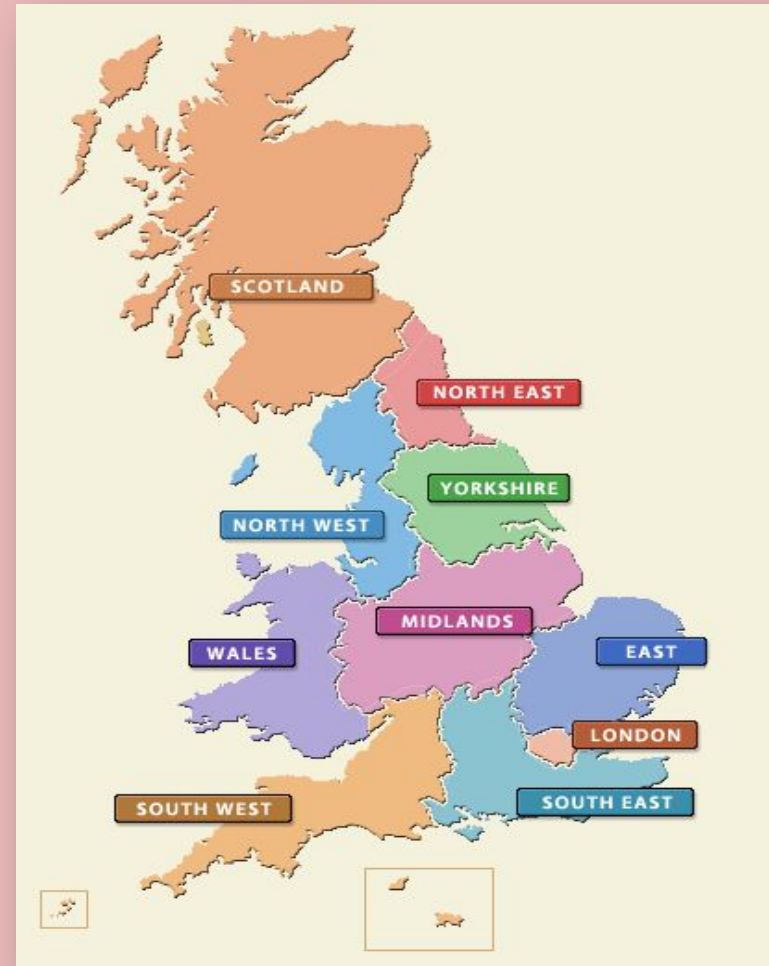 SCOTLAND
NORTH EAST
YORKSHIRE
NORTH WEST
MIDLANDS
WALES
EAST
LONDON
SOUTH EAST
SOUTH WEST